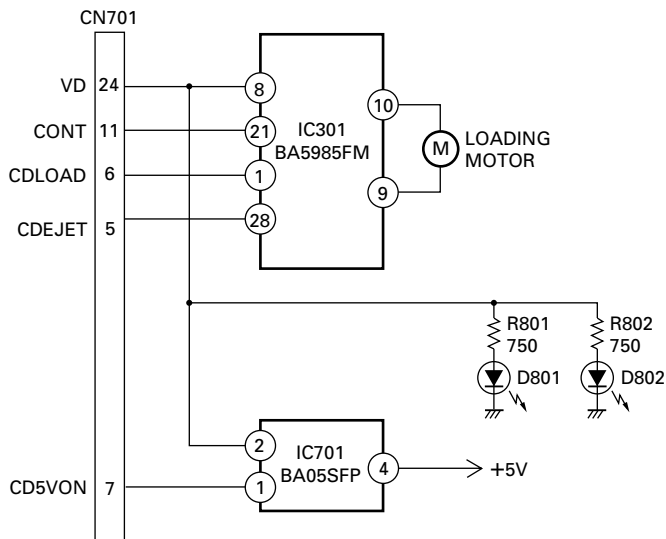 CN701
VD 24 8
CONT 11 21
CDLOAD 6 1
CDEJET 5 28
IC301
BA5985FM
10
9
M
LOADING
MOTOR
R801
750
D801
R802
750
D802
2
IC701
BA05SFP
4
+5V
CD5VON 7 1